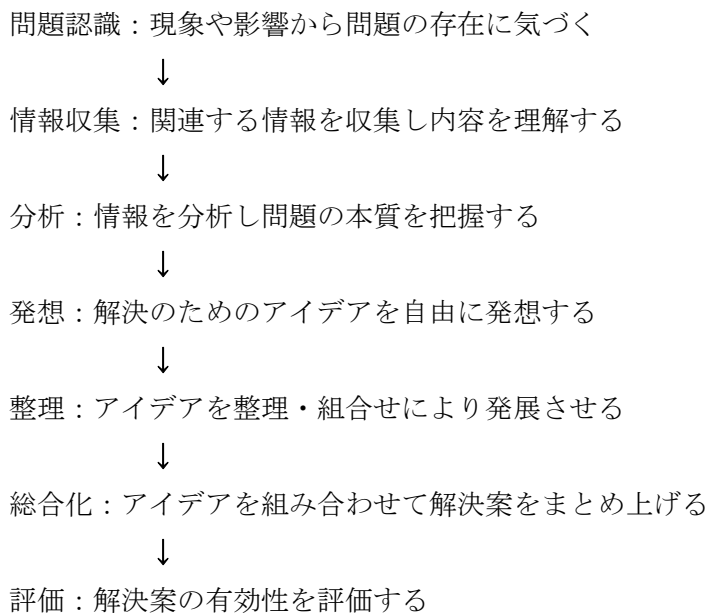 問題認識：現象や影響から問題の存在に気づく
↓
情報収集：関連する情報を収集し内容を理解する
↓
分析：情報を分析し問題の本質を把握する
↓
発想：解決のためのアイデアを自由に発想する
↓
整理：アイデアを整理・組合せにより発展させる
↓
総合化：アイデアを組み合わせて解決案をまとめ上げる
↓
評価：解決案の有効性を評価する